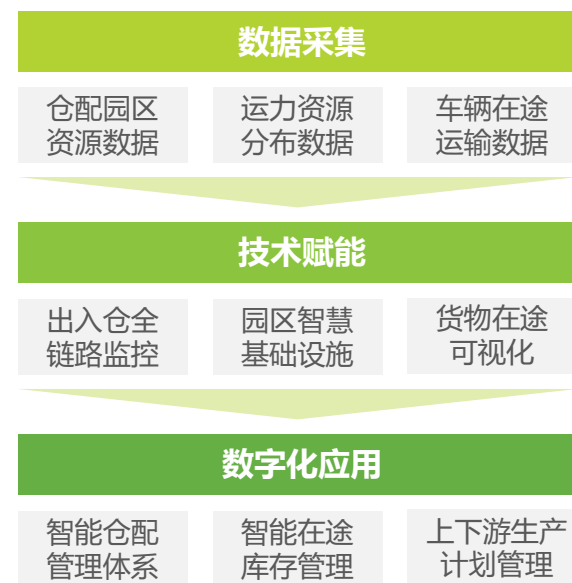 数据采集
仓配园区
资源数据
运力资源
分布数据
车辆在途
运输数据
技术赋能
出入仓全
链路监控
园区智慧
基础设施
货物在途
可视化
数字化应用
智能仓配
管理体系
智能在途
库存管理
上下游生产
计划管理